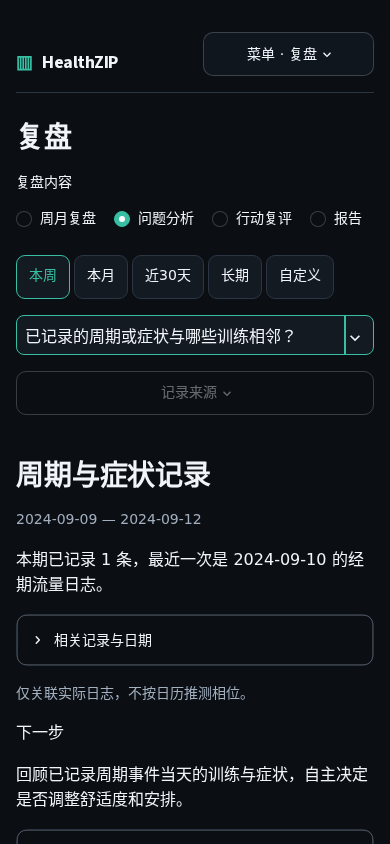 HealthZIP
菜单 · 复盘
复盘
复盘内容
周月复盘 问题分析 行动复评 报告
本周 本月 近30天 长期 自定义
已记录的周期或症状与哪些训练相邻？
记录来源
周期与症状记录
2024-09-09 — 2024-09-12
本期已记录 1 条，最近一次是 2024-09-10 的经
期流量日志。
相关记录与日期
仅关联实际日志，不按日历推测相位。
下一步
回顾已记录周期事件当天的训练与症状，自主决定
是否调整舒适度和安排。